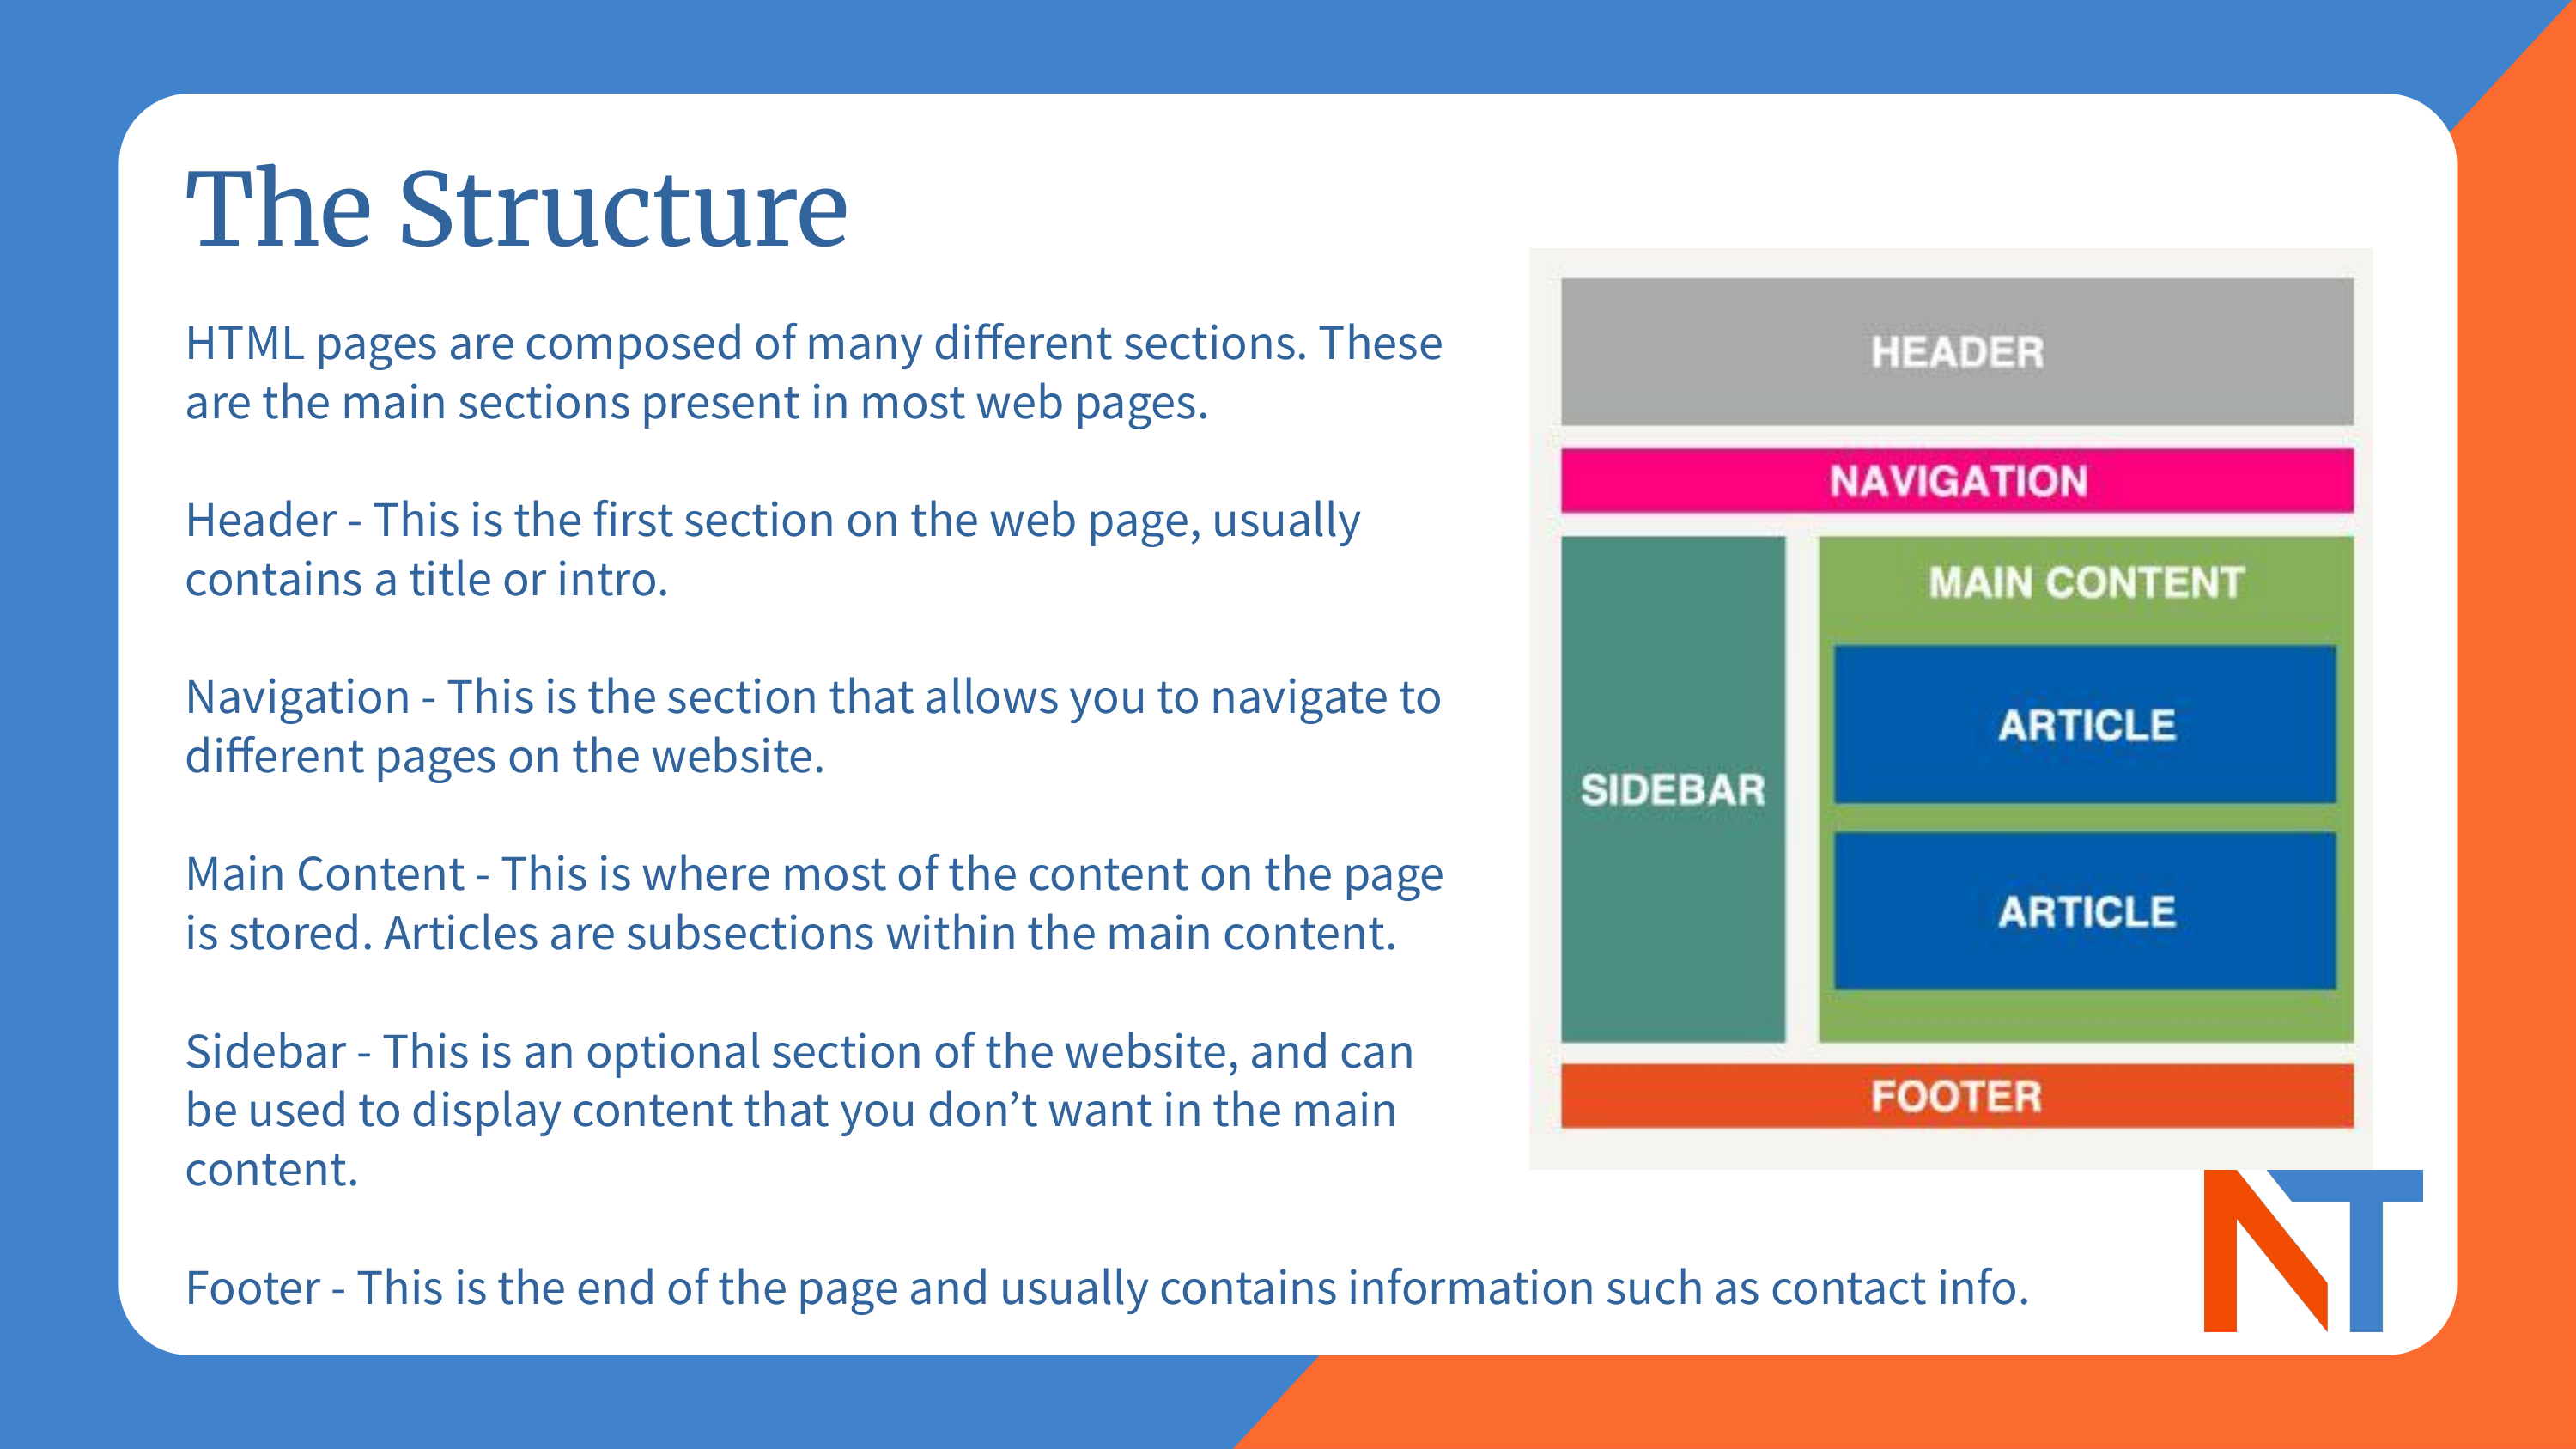 The Structure
HTML pages are composed of many different sections. These
are the main sections present in most web pages.
Header - This is the first section on the web page, usually
contains a title or intro.
Navigation - This is the section that allows you to navigate to
different pages on the website.
Main Content - This is where most of the content on the page
is stored. Articles are subsections within the main content.
Sidebar - This is an optional section of the website, and can
be used to display content that you don’t want in the main
content.
Footer - This is the end of the page and usually contains information such as contact info.
HEADER
NAVIGATION
SIDEBAR
MAIN CONTENT
ARTICLE
ARTICLE
FOOTER
NT